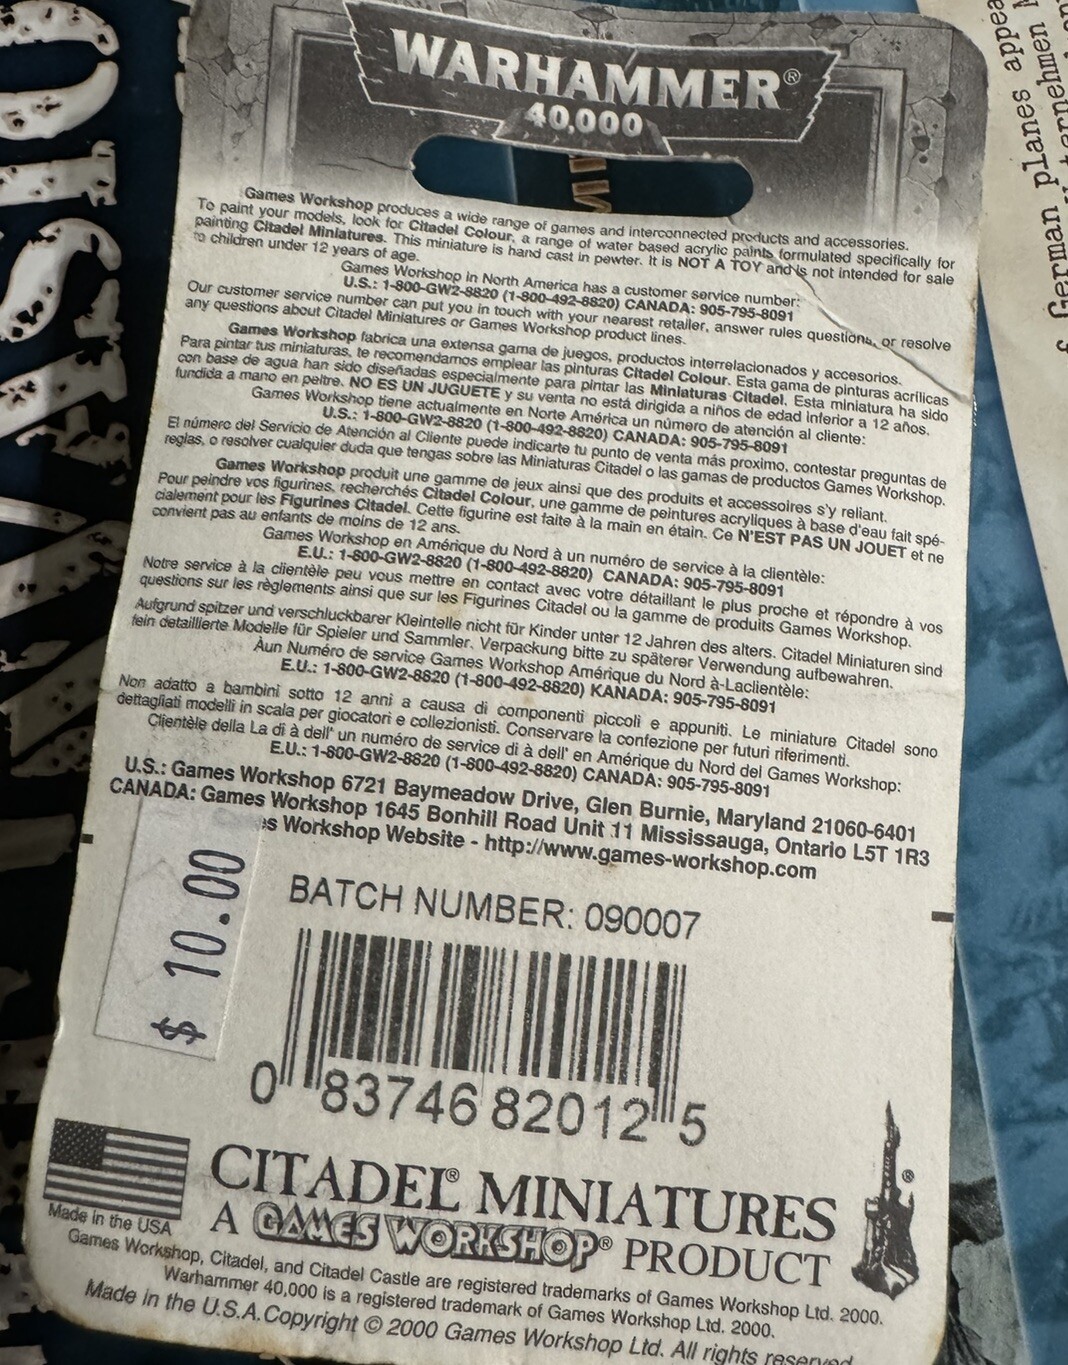 WARHAMMER®
40,000
Games Workshop produces a wide range of games and interconnected products and accessories.
To paint your models, look for Citadel Colour, a range of water based acrylic paints formulated specifically for
painting Citadel Miniatures. This miniature is hand cast in pewter. It is NOT A TOY and is not intended for sale
to children under 12 years of age.
Games Workshop in North America has a customer service number:
U.S.: 1-800-GW2-8820 (1-800-492-8820) CANADA: 905-795-8091
Our customer service number can put you in touch with your nearest retailer, answer rules questions, or resolve
any questions about Citadel Miniatures or Games Workshop product lines.
Games Workshop fabrica una extensa gama de juegos, productos interrelacionados y accesorios.
Para pintar tus miniaturas, te recomendamos emplear las pinturas Citadel Colour. Esta gama de pinturas acrílicas
con base de agua han sido diseñadas especialmente para pintar las Miniaturas Citadel. Esta miniatura ha sido
fundida a mano en peltre. NO ES UN JUGUETE y su venta no está dirigida a niños de edad inferior a 12 años.
Games Workshop tiene actualmente en Norte América un número de atención al cliente:
U.S.: 1-800-GW2-8820 (1-800-492-8820) CANADA: 905-795-8091
El número del Servicio de Atención al Cliente puede indicarte tu punto de venta más proximo, contestar preguntas de
reglas, o resolver cualquier duda que tengas sobre las Miniaturas Citadel o las gamas de productos Games Workshop.
Games Workshop produit une gamme de jeux ainsi que des produits et accessoires s'y reliant.
Pour peindre vos figurines, recherchés Citadel Colour, une gamme de peintures acryliques à base d'eau fait spé-
cialement pour les Figurines Citadel. Cette figurine est faite à la main en étain. Ce N'EST PAS UN JOUET et ne
convient pas au enfants de moins de 12 ans.
Games Workshop en Amérique du Nord à un numéro de service à la clientèle:
E.U.: 1-800-GW2-8820 (1-800-492-8820) CANADA: 905-795-8091
Notre service à la clientèle peu vous mettre en contact avec votre détaillant le plus proche et répondre à vos
questions sur les règlements ainsi que sur les Figurines Citadel ou la gamme de produits Games Workshop.
Aufgrund spitzer und verschluckbarer Kleinteile nicht für Kinder unter 12 Jahren des alters. Citadel Miniaturen sind
fein detaillierte Modelle für Spieler und Sammler. Verpackung bitte zu späterer Verwendung aufbewahren.
Àun Numéro de service Games Workshop Amérique du Nord à-Laclientèle:
E.U.: 1-800-GW2-8820 (1-800-492-8820) KANADA: 905-795-8091
Non adatto a bambini sotto 12 anni a causa di componenti piccoli e appuniti. Le miniature Citadel sono
dettagliati modelli in scala per giocatori e collezionisti. Conservare la confezione per futuri riferimenti.
Clientèle della La di à dell' un numéro de service di à dell' en Amérique du Nord del Games Workshop:
E.U.: 1-800-GW2-8820 (1-800-492-8820) CANADA: 905-795-8091
U.S.: Games Workshop 6721 Baymeadow Drive, Glen Burnie, Maryland 21060-6401
CANADA: Games Workshop 1645 Bonhill Road Unit 11 Mississauga, Ontario L5T 1R3
es Workshop Website - http://www.games-workshop.com
$ 10.00
BATCH NUMBER: 090007
0 83746 82012 5
CITADEL® MINIATURES
A GAMES WORKSHOP® PRODUCT
®
Made in the USA
Games Workshop, Citadel, and Citadel Castle are registered trademarks of Games Workshop Ltd. 2000.
Warhammer 40,000 is a registered trademark of Games Workshop Ltd. 2000.
Made in the U.S.A. Copyright © 2000 Games Workshop Ltd. All rights reserved
German planes appea